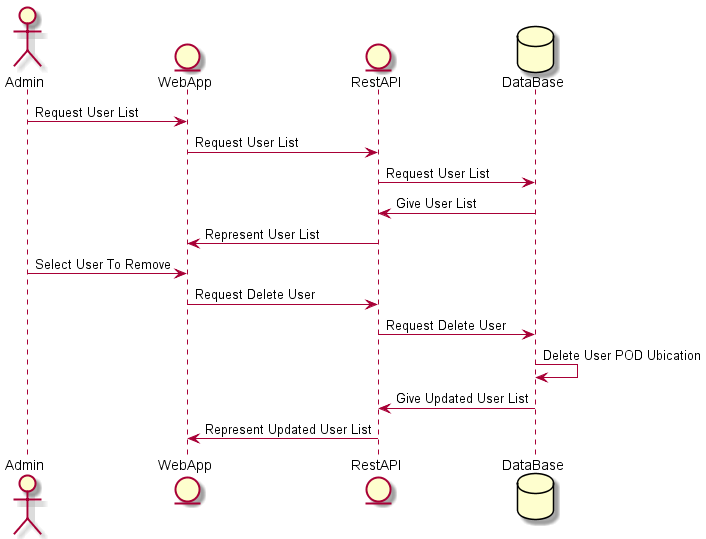 Admin
WebApp
RestAPI
DataBase
Request User List
Request User List
Request User List
Give User List
Represent User List
Select User To Remove
Request Delete User
Request Delete User
Delete User POD Ubication
Give Updated User List
Represent Updated User List
Admin
WebApp
RestAPI
DataBase